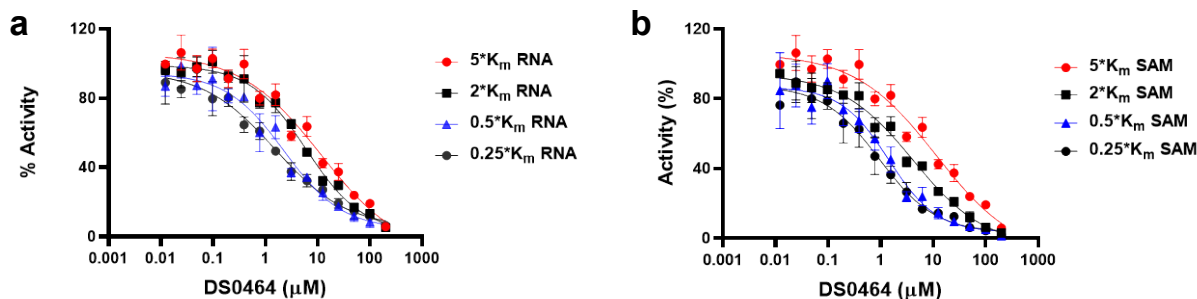 a
120
80
40
0
% Activity
0.001 0.01 0.1 1 10 100 1000
DS0464 (μM)
5*Km RNA
2*Km RNA
0.5*Km RNA
0.25*Km RNA
b
120
80
40
0
Activity (%)
0.001 0.01 0.1 1 10 100 1000
DS0464 (μM)
5*Km SAM
2*Km SAM
0.5*Km SAM
0.25*Km SAM